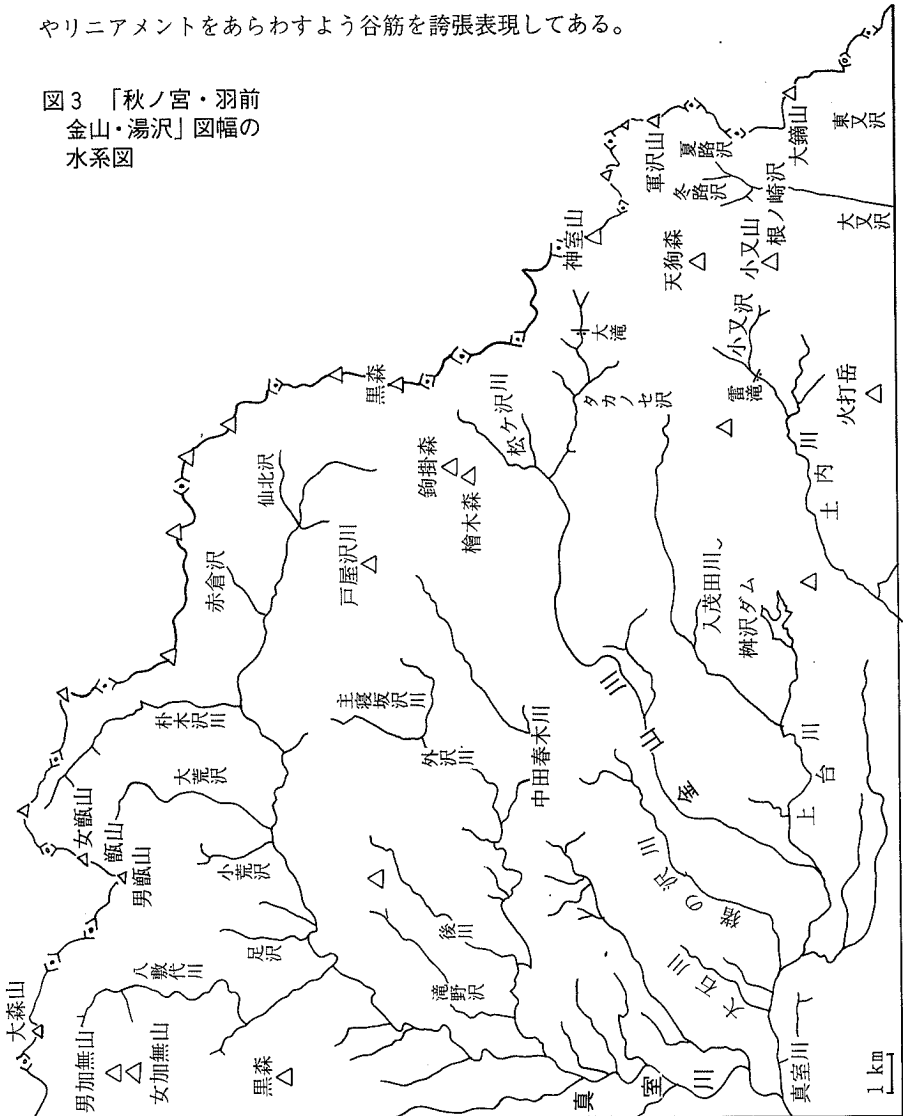 やリニアメントをあらわすよう谷筋を誇張表現してある。
図3 「秋ノ宮・羽前
金山・湯沢」図幅の
水系図
大森山
男加無山
女加無山
黒森
八敷代川
足沢
小荒沢
大荒沢
朴木沢川
女甑山
甑山
男甑山
赤倉沢
仙北沢
戸屋沢川
主寝坂沢川
外沢川
中田春木川
後川
滝野沢
真室川
大石川
猪の沢川
金山川
上台川
真室川
黒森
鉤掛森
檜木森
松ケ沢川
タカノセ沢
大滝
神室山
軍沢山
夏路沢
冬路沢
根ノ崎沢
大鏑山
東又沢
大又沢
天狗森
小又山
小又沢
雷滝
火打岳
土内川
入茂田川
桝沢ダム
1 km